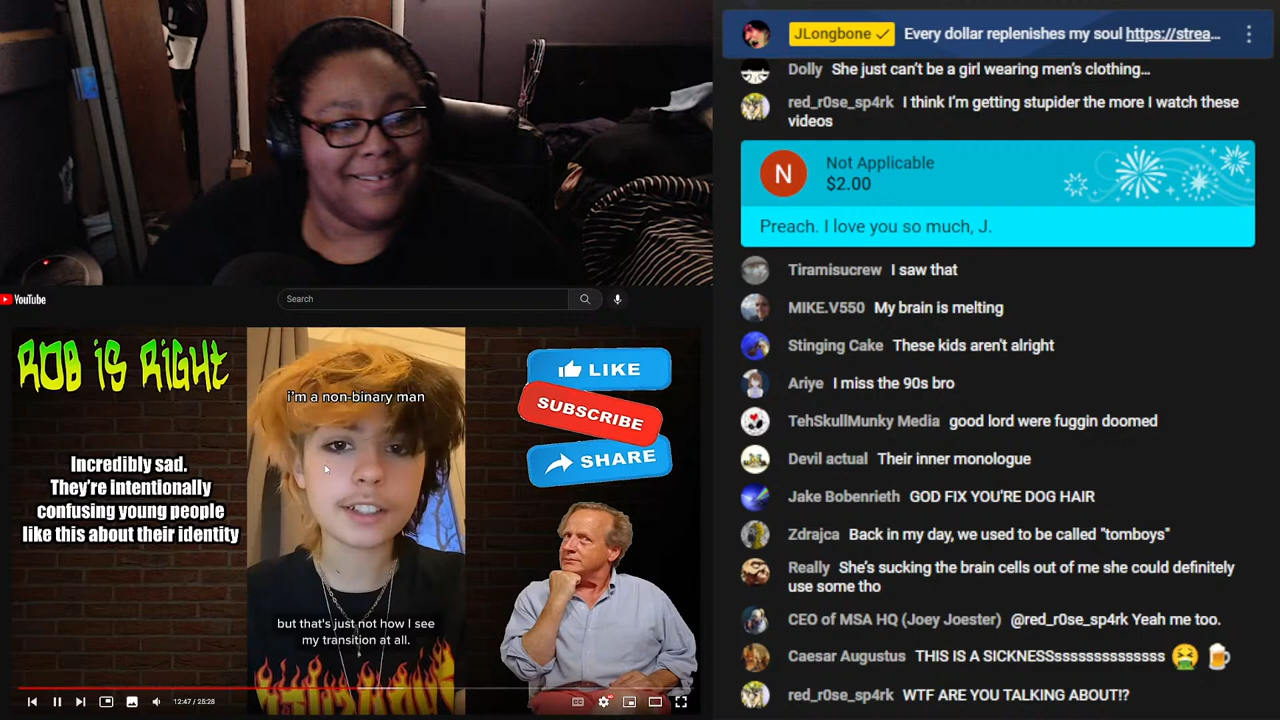 JLongbone ✓ Every dollar replenishes my soul https://strea...
Dolly She just can't be a girl wearing men's clothing...
red_r0se_sp4rk I think I'm getting stupider the more I watch these
videos
N
Not Applicable
$2.00
Preach. I love you so much, J.
Tiramisucrew I saw that
MIKE.V550 My brain is melting
Stinging Cake These kids aren't alright
Ariye I miss the 90s bro
TehSkullMunky Media good lord were fuggin doomed
Devil actual Their inner monologue
Jake Bobenrieth GOD FIX YOU'RE DOG HAIR
Zdrajca Back in my day, we used to be called "tomboys"
Really She's sucking the brain cells out of me she could definitely
use some tho
CEO of MSA HQ (Joey Joester) @red_r0se_sp4rk Yeah me too.
Caesar Augustus THIS IS A SICKNESSsssssssssssss 🤮 🍺
red_r0se_sp4rk WTF ARE YOU TALKING ABOUT!?
YouTube
Search
ROB iS RiGHt
Incredibly sad.
They're intentionally
confusing young people
like this about their identity
i'm a non-binary man
but that's just not how I see
my transition at all.
LIKE
SUBSCRIBE
SHARE
12:47 / 25:28